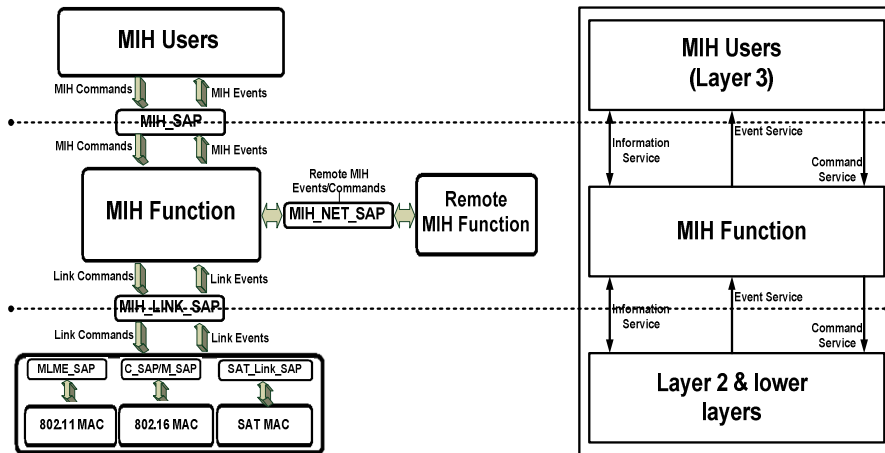 MIH Users
MIH Commands
MIH Events
MIH_SAP
MIH Commands
MIH Events
MIH Function
Remote MIH
Events/Commands
MIH_NET_SAP
Remote
MIH Function
Link Commands
Link Events
MIH_LINK_SAP
Link Commands
Link Events
MLME_SAP
C_SAP/M_SAP
SAT_Link_SAP
802.11 MAC
802.16 MAC
SAT MAC
MIH Users
(Layer 3)
Information
Service
Event Service
Command
Service
MIH Function
Information
Service
Event Service
Command
Service
Layer 2 & lower
layers